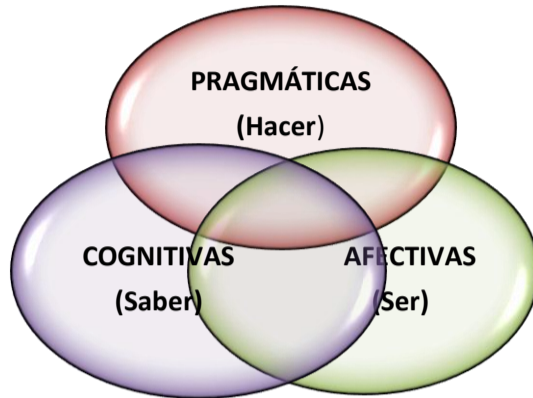 PRAGMÁTICAS
(Hacer)
COGNITIVAS
(Saber)
AFECTIVAS
(Ser)